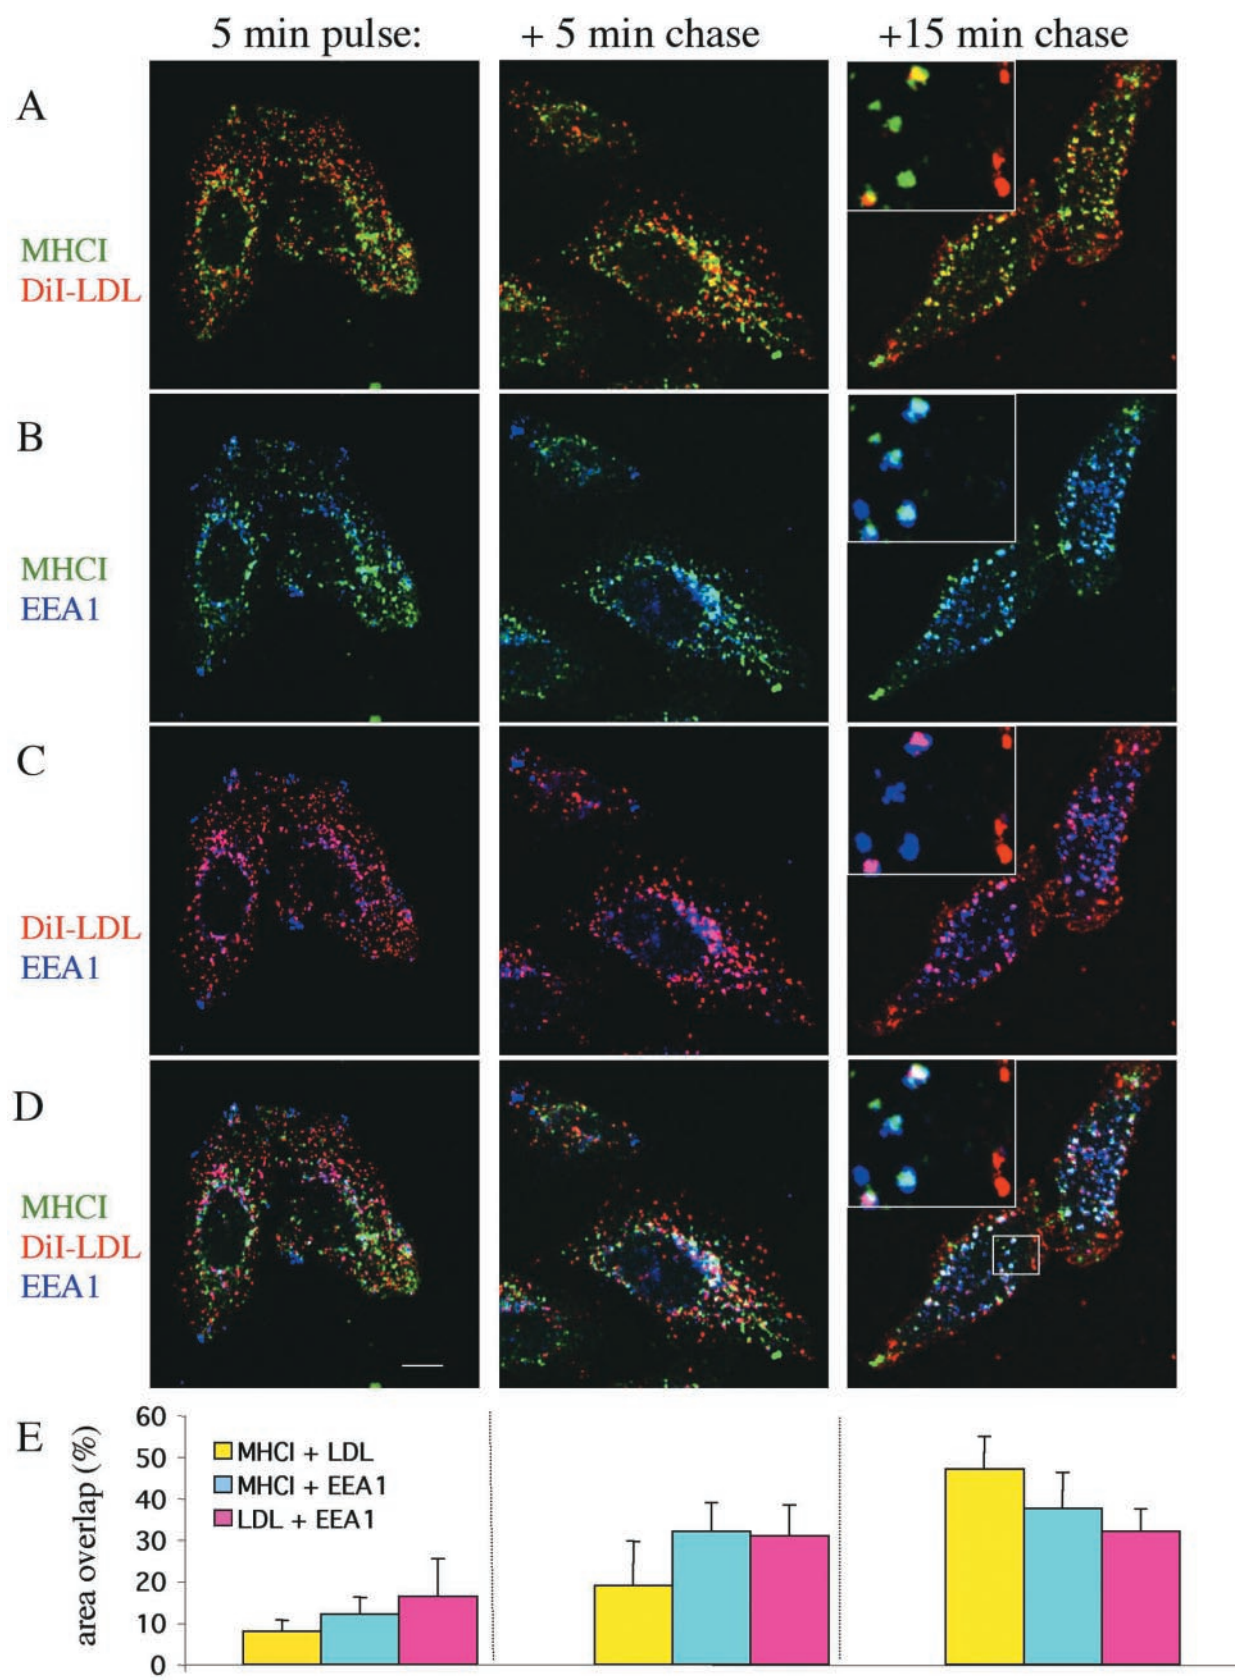 5 min pulse: + 5 min chase +15 min chase
A
MHCI
DiI-LDL
B
MHCI
EEA1
C
DiI-LDL
EEA1
D
MHCI
DiI-LDL
EEA1
E
area overlap (%)
60
50
40
30
20
10
0
MHCI + LDL
MHCI + EEA1
LDL + EEA1